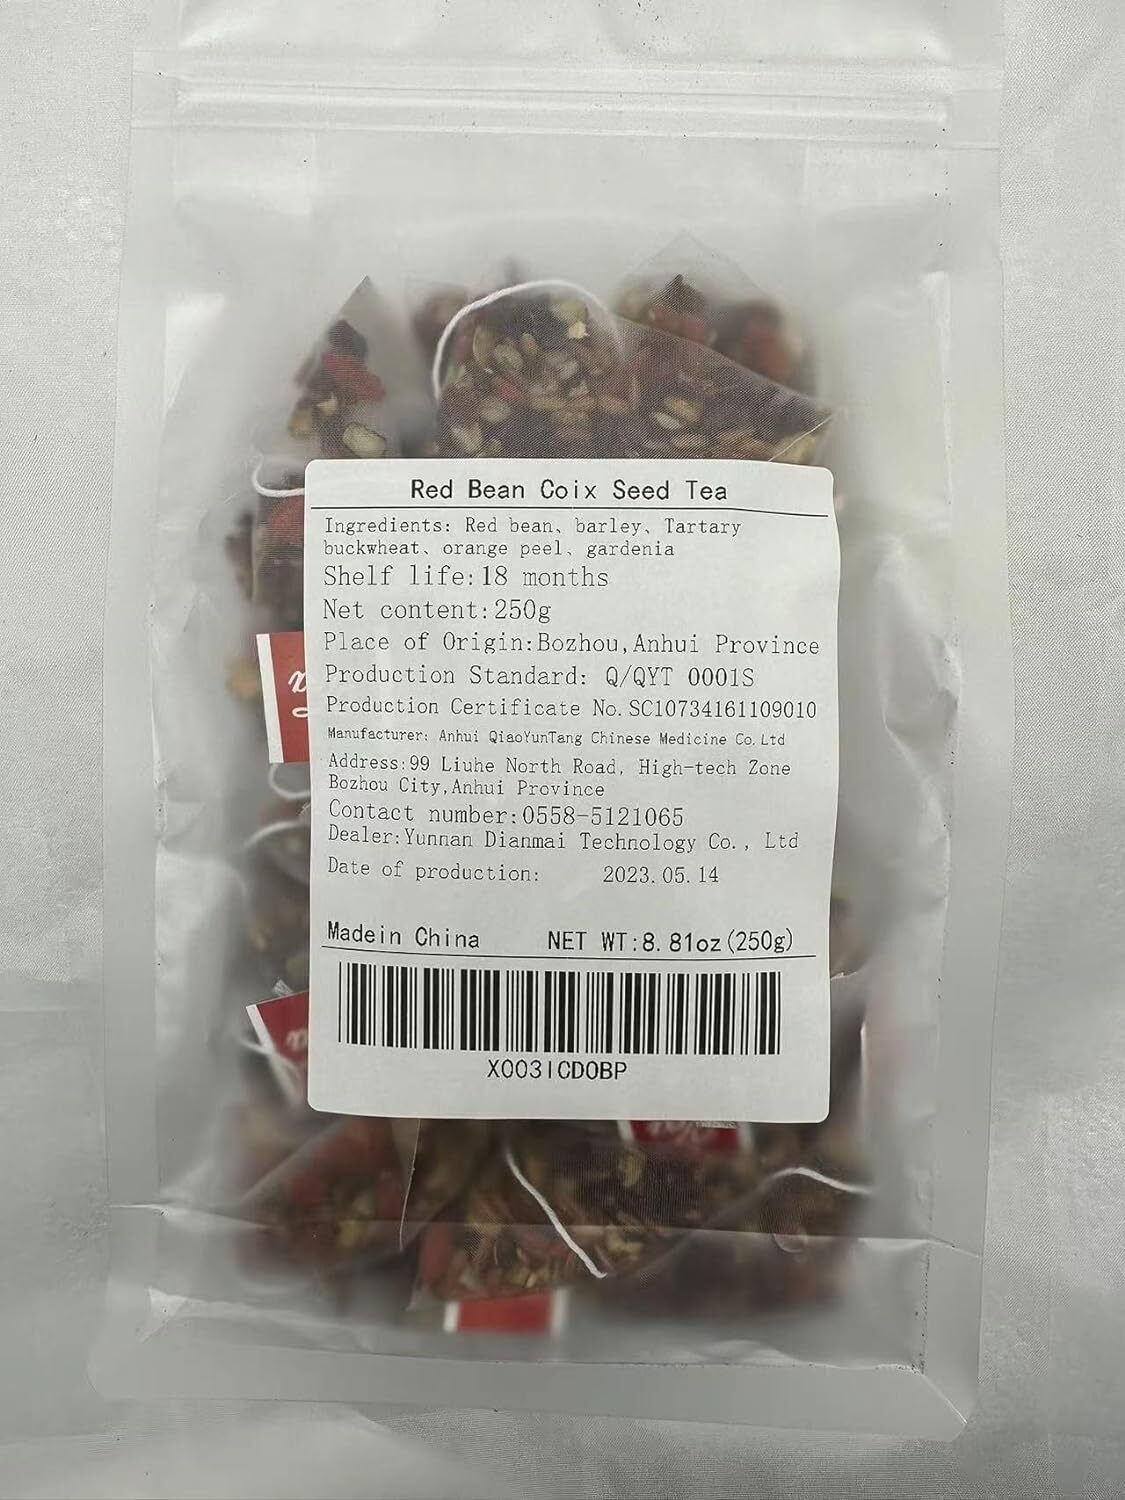 Red Bean Coix Seed Tea
Ingredients: Red bean、barley、Tartary
buckwheat、orange peel、gardenia
Shelf life:18 months
Net content:250g
Place of Origin:Bozhou,Anhui Province
Production Standard: Q/QYT 0001S
Production Certificate No.SC10734161109010
Manufacturer: Anhui QiaoYunTang Chinese Medicine Co.Ltd
Address:99 Liuhe North Road, High-tech Zone
Bozhou City,Anhui Province
Contact number:0558-5121065
Dealer:Yunnan Dianmai Technology Co., Ltd
Date of production: 2023.05.14
Madein China NET WT:8.81oz(250g)
X003ICDOBP